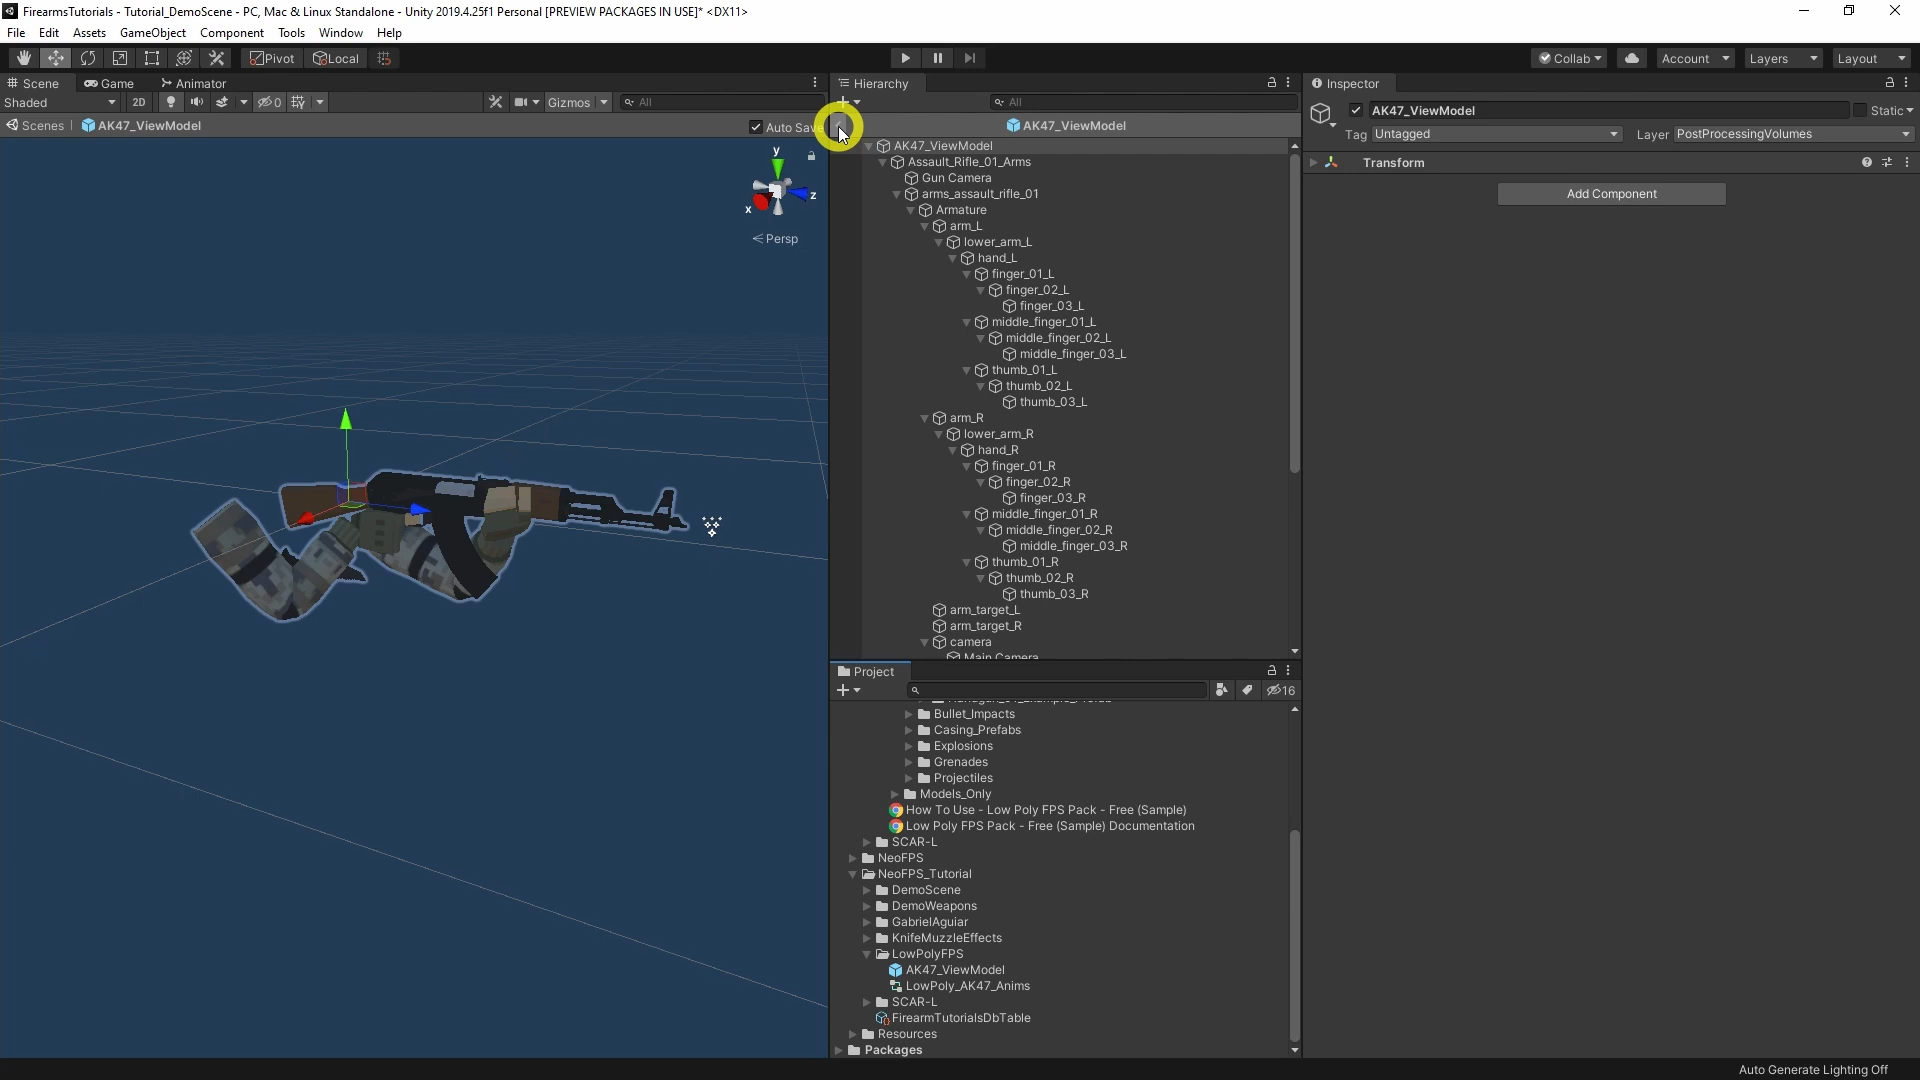 FirearmsTutorials - Tutorial_DemoScene - PC, Mac & Linux Standalone - Unity 2019.4.25f1 Personal [PREVIEW PACKAGES IN USE]* <DX11>
File Edit Assets GameObject Component Tools Window Help
Pivot Local Collab Account Layers Layout
Scene Game Animator
Shaded 2D 0 Gizmos All
Scenes AK47_ViewModel Auto Save
y
z
x
Persp
Hierarchy
All
AK47_ViewModel
AK47_ViewModel
Assault_Rifle_01_Arms
Gun Camera
arms_assault_rifle_01
Armature
arm_L
lower_arm_L
hand_L
finger_01_L
finger_02_L
finger_03_L
middle_finger_01_L
middle_finger_02_L
middle_finger_03_L
thumb_01_L
thumb_02_L
thumb_03_L
arm_R
lower_arm_R
hand_R
finger_01_R
finger_02_R
finger_03_R
middle_finger_01_R
middle_finger_02_R
middle_finger_03_R
thumb_01_R
thumb_02_R
thumb_03_R
arm_target_L
arm_target_R
camera
Main Camera
Project
16
Bullet_Impacts
Casing_Prefabs
Explosions
Grenades
Projectiles
Models_Only
How To Use - Low Poly FPS Pack - Free (Sample)
Low Poly FPS Pack - Free (Sample) Documentation
SCAR-L
NeoFPS
NeoFPS_Tutorial
DemoScene
DemoWeapons
GabrielAguiar
KnifeMuzzleEffects
LowPolyFPS
AK47_ViewModel
LowPoly_AK47_Anims
SCAR-L
FirearmTutorialsDbTable
Resources
Packages
Inspector
AK47_ViewModel Static
Tag Untagged Layer PostProcessingVolumes
Transform
Add Component
Auto Generate Lighting Off